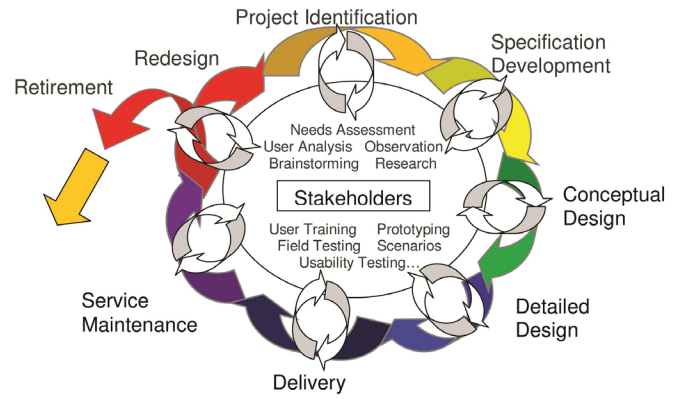 Project Identification
Redesign
Specification
Development
Retirement
Needs Assessment
User Analysis Observation
Brainstorming Research
Stakeholders
Conceptual
Design
User Training Prototyping
Field Testing Scenarios
Usability Testing…
Service
Maintenance
Detailed
Design
Delivery